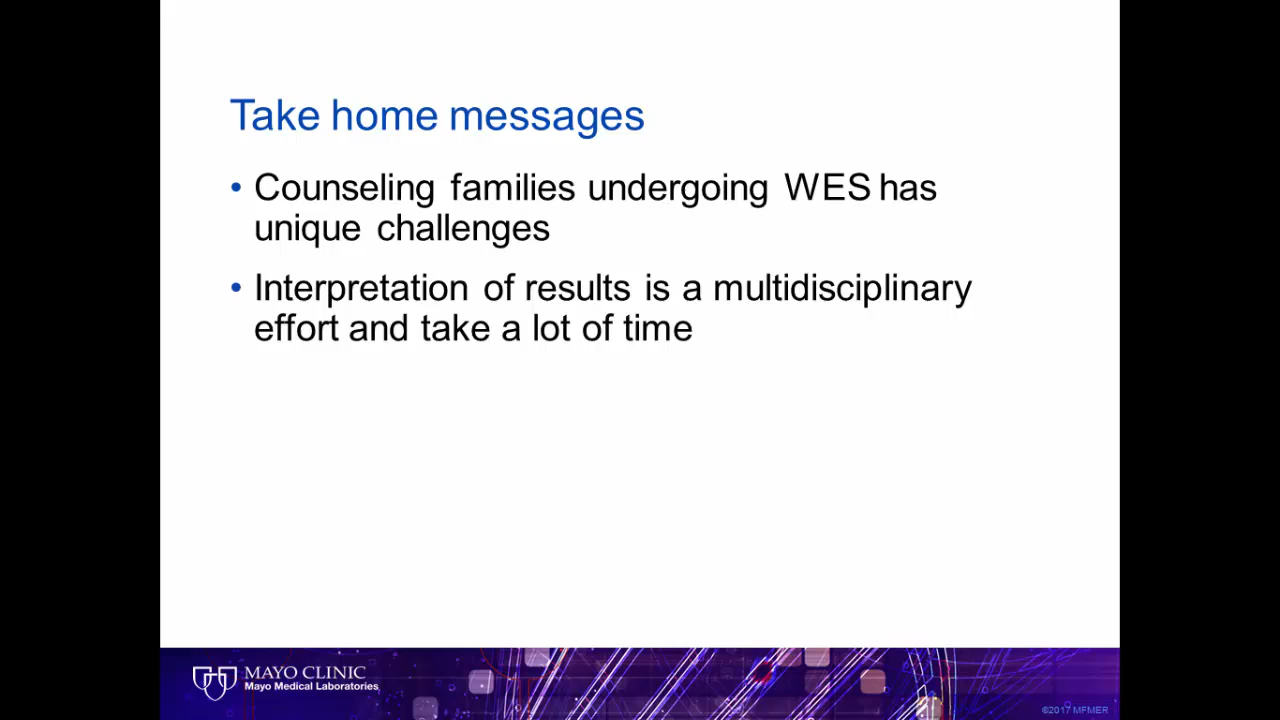 Take home messages
• Counseling families undergoing WES has
unique challenges
• Interpretation of results is a multidisciplinary
effort and take a lot of time
MAYO CLINIC
Mayo Medical Laboratories
©2017 MFMER